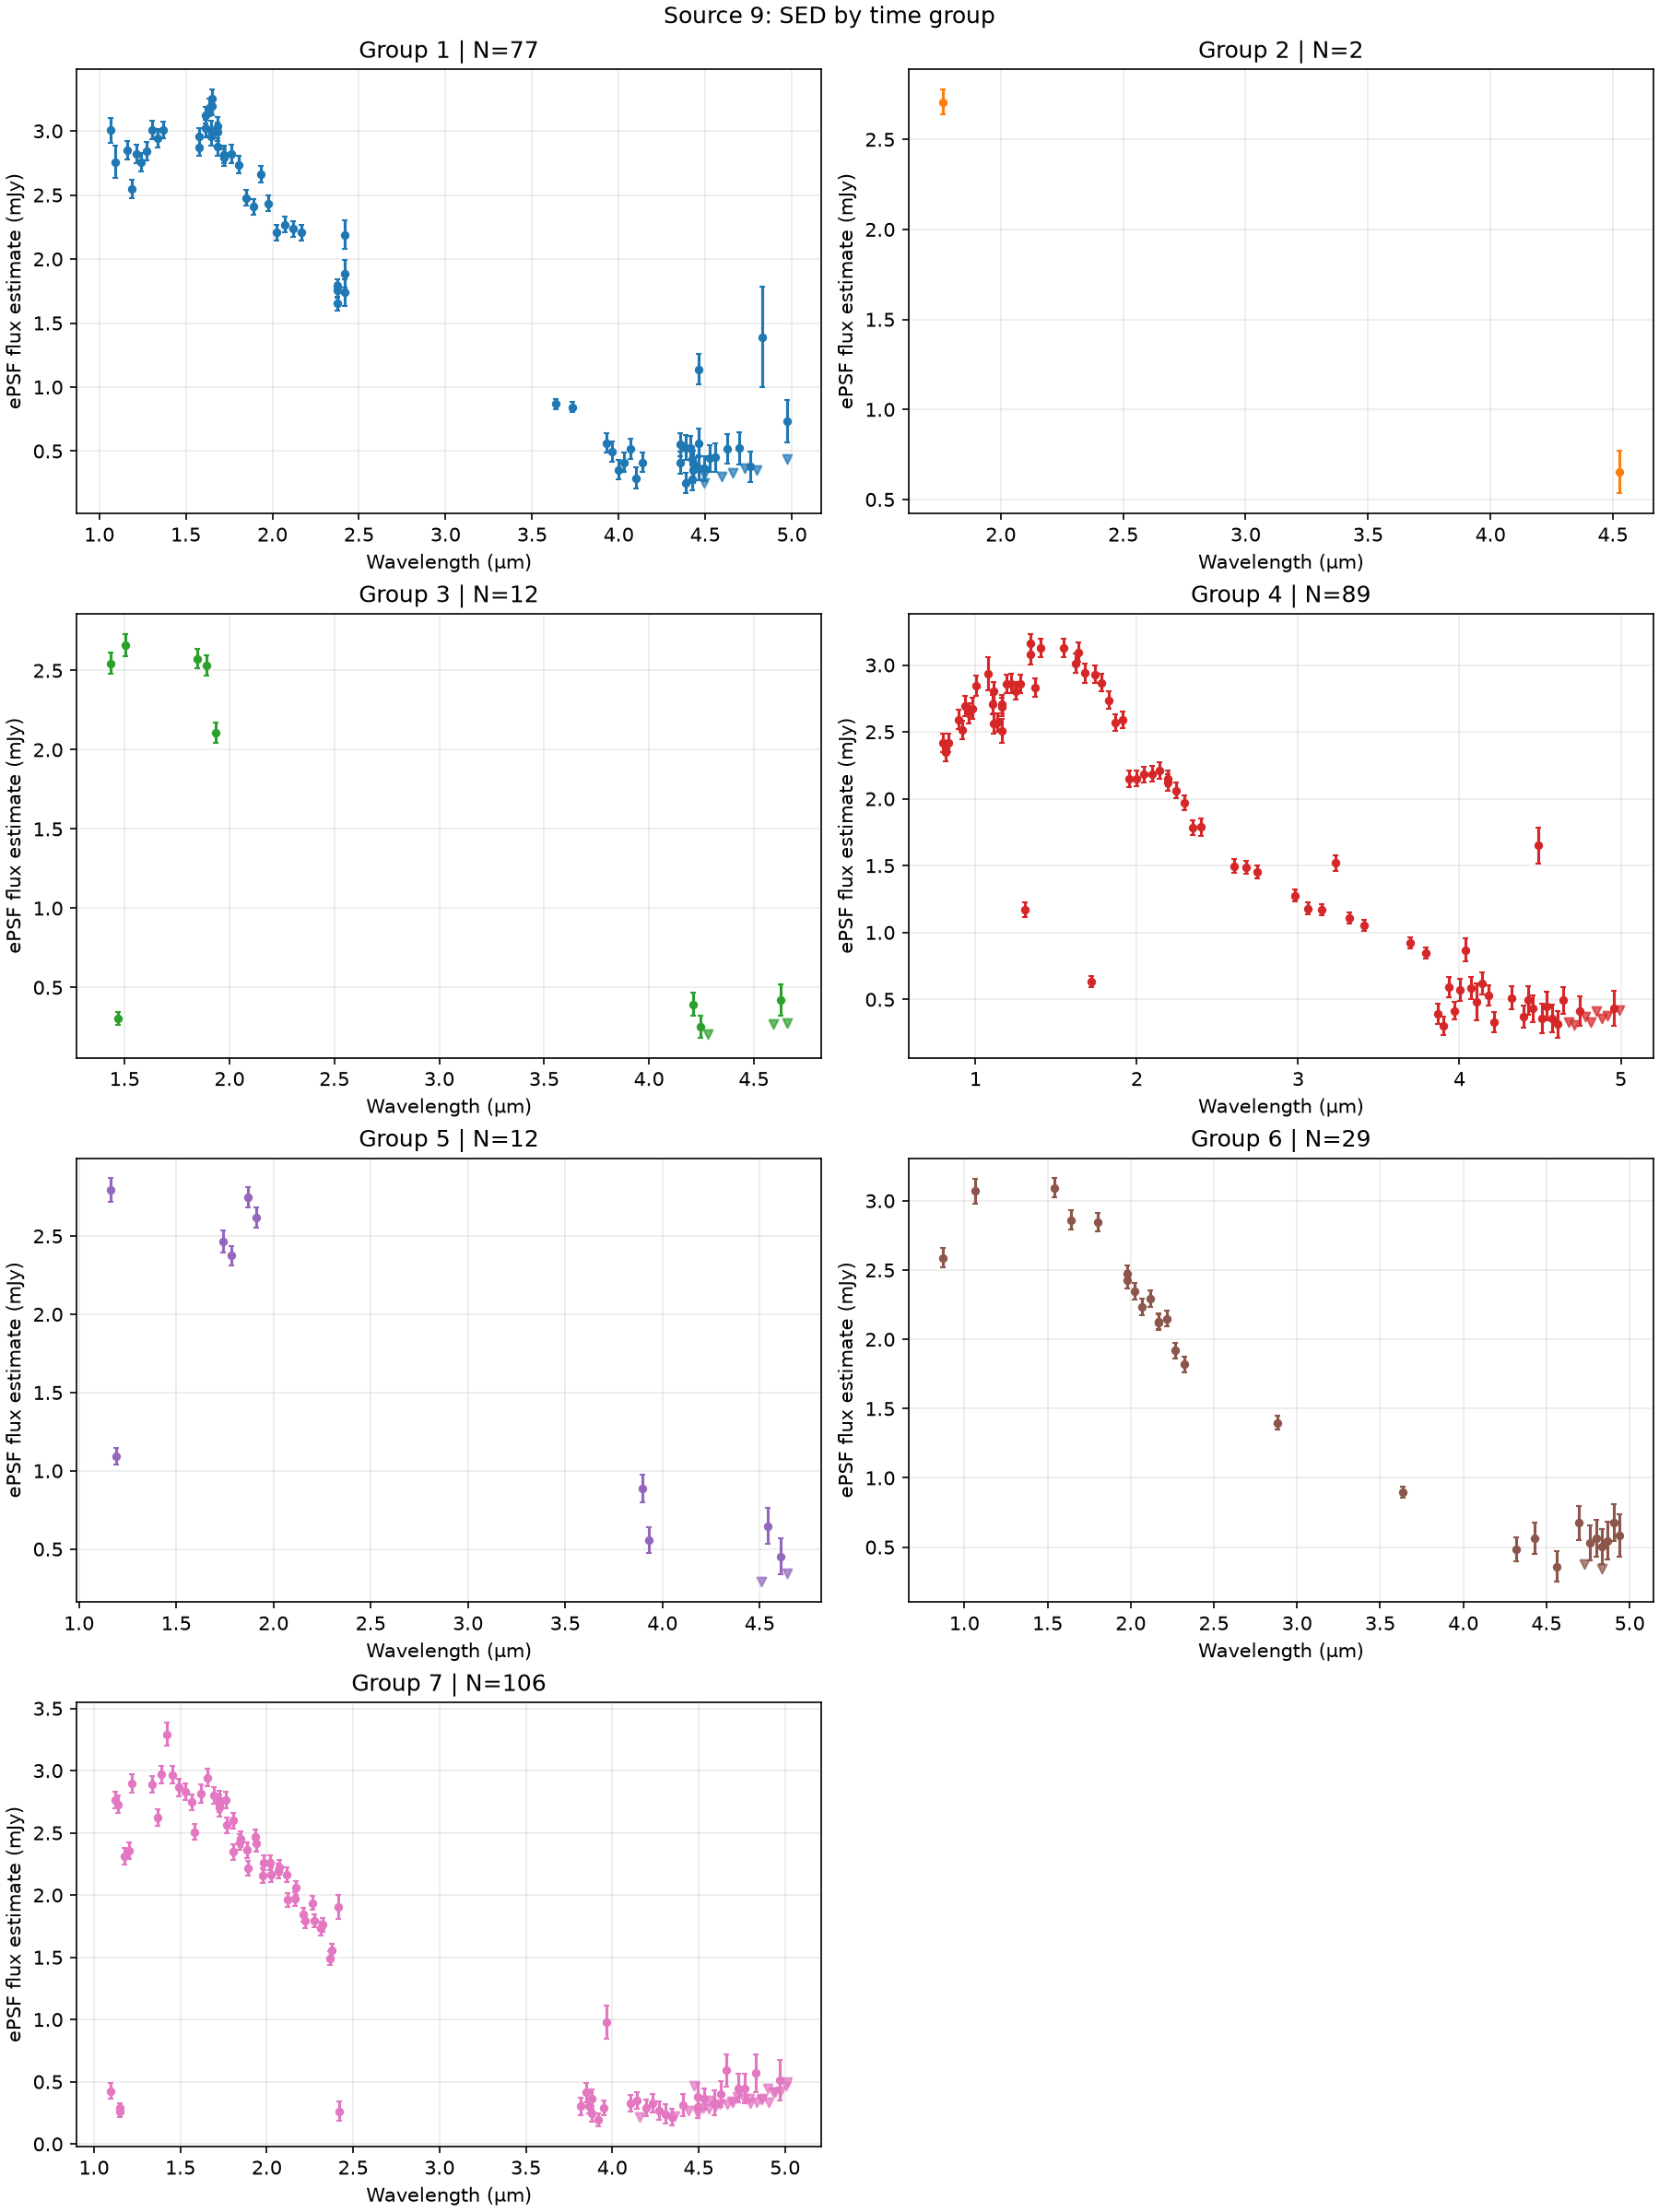 Source 9: SED by time group
Group 1 | N=77
ePSF flux estimate (mJy)
3.0
2.5
2.0
1.5
1.0
0.5
1.0 1.5 2.0 2.5 3.0 3.5 4.0 4.5 5.0
Wavelength (µm)
Group 2 | N=2
ePSF flux estimate (mJy)
2.5
2.0
1.5
1.0
0.5
2.0 2.5 3.0 3.5 4.0 4.5
Wavelength (µm)
Group 3 | N=12
ePSF flux estimate (mJy)
2.5
2.0
1.5
1.0
0.5
1.5 2.0 2.5 3.0 3.5 4.0 4.5
Wavelength (µm)
Group 4 | N=89
ePSF flux estimate (mJy)
3.0
2.5
2.0
1.5
1.0
0.5
1 2 3 4 5
Wavelength (µm)
Group 5 | N=12
ePSF flux estimate (mJy)
2.5
2.0
1.5
1.0
0.5
1.0 1.5 2.0 2.5 3.0 3.5 4.0 4.5
Wavelength (µm)
Group 6 | N=29
ePSF flux estimate (mJy)
3.0
2.5
2.0
1.5
1.0
0.5
1.0 1.5 2.0 2.5 3.0 3.5 4.0 4.5 5.0
Wavelength (µm)
Group 7 | N=106
ePSF flux estimate (mJy)
3.5
3.0
2.5
2.0
1.5
1.0
0.5
0.0
1.0 1.5 2.0 2.5 3.0 3.5 4.0 4.5 5.0
Wavelength (µm)